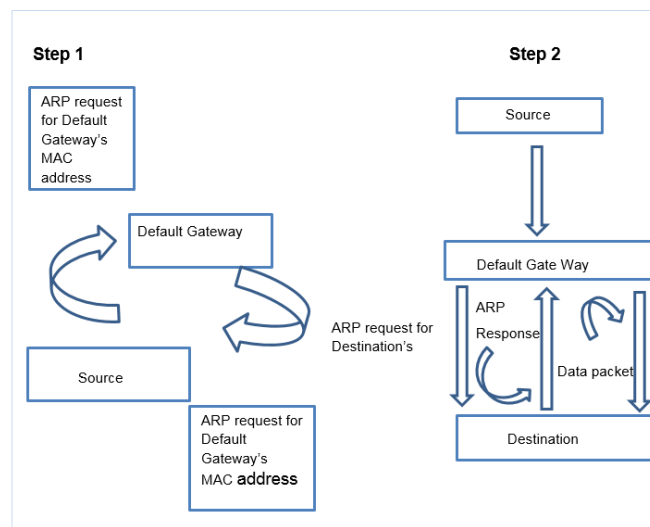 Step 1
ARP request
for Default
Gateway's
MAC
address
Default Gateway
Source
ARP request for
Default
Gateway's
MAC address
Step 2
Source
Default Gate Way
ARP request for
Destination's
ARP
Response
Data packet
Destination